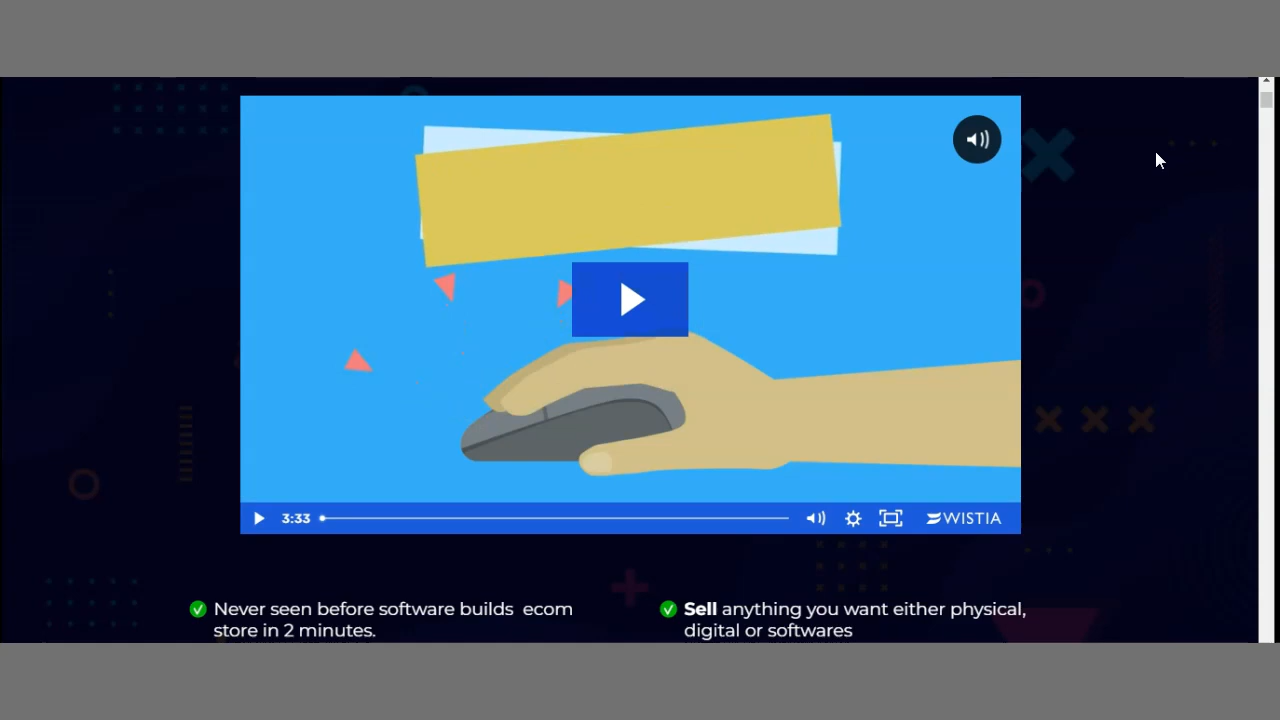 3:33
WISTIA
Never seen before software builds  ecom
store in 2 minutes.
Sell anything you want either physical,
digital or softwares